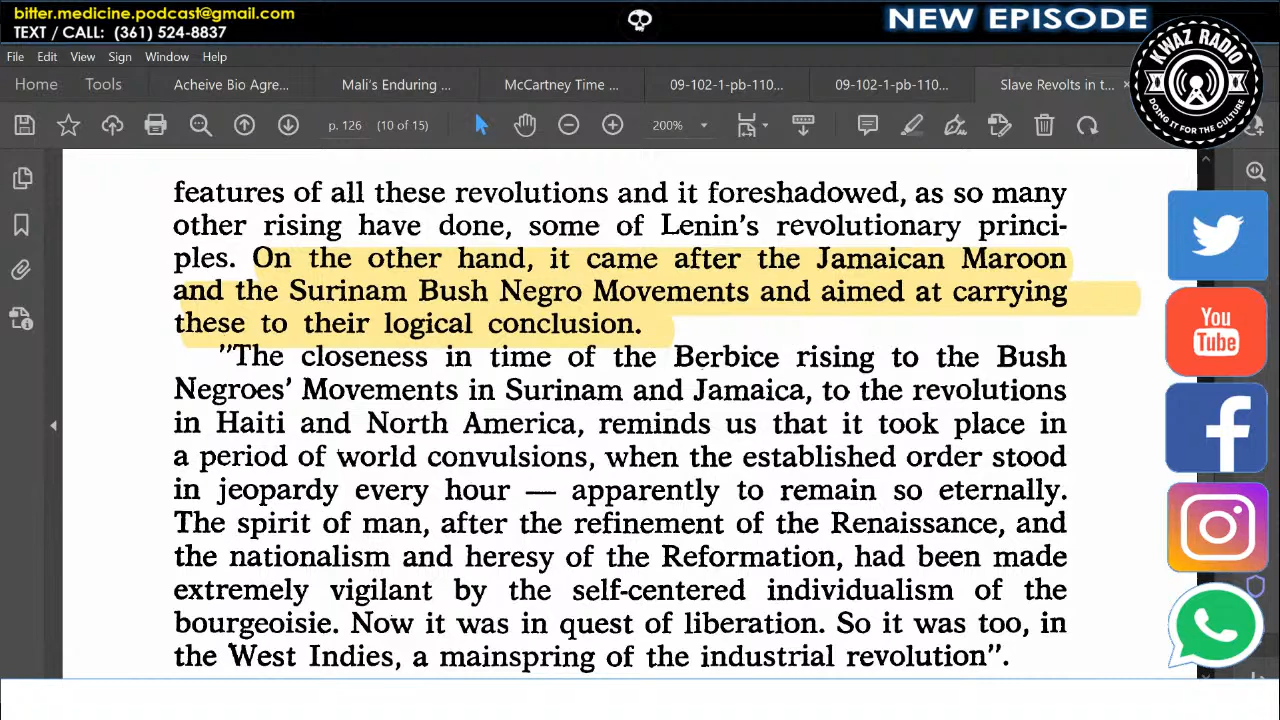 bitter.medicine.podcast@gmail.com
TEXT / CALL: (361) 524-8837
NEW EPISODE
KWAZ RADIO
DOING IT FOR THE CULTURE
File Edit View Sign Window Help
Home Tools Acheive Bio Agre... Mali's Enduring ... McCartney Time ... 09-102-1-pb-110... 09-102-1-pb-110... Slave Revolts in t... ×
p. 126 (10 of 15) 200%
features of all these revolutions and it foreshadowed, as so many
other rising have done, some of Lenin's revolutionary princi-
ples. On the other hand, it came after the Jamaican Maroon
and the Surinam Bush Negro Movements and aimed at carrying
these to their logical conclusion.
"The closeness in time of the Berbice rising to the Bush
Negroes' Movements in Surinam and Jamaica, to the revolutions
in Haiti and North America, reminds us that it took place in
a period of world convulsions, when the established order stood
in jeopardy every hour — apparently to remain so eternally.
The spirit of man, after the refinement of the Renaissance, and
the nationalism and heresy of the Reformation, had been made
extremely vigilant by the self-centered individualism of the
bourgeoisie. Now it was in quest of liberation. So it was too, in
the West Indies, a mainspring of the industrial revolution".
You
Tube